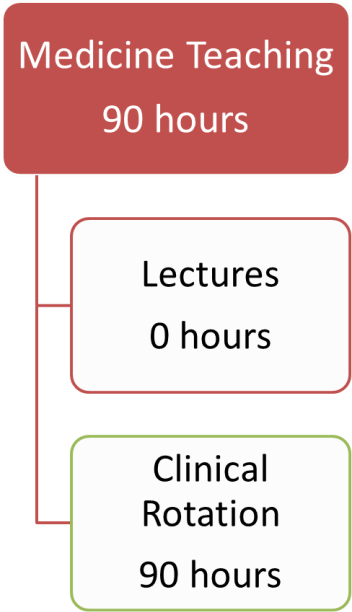 Medicine Teaching
90 hours
Lectures
0 hours
Clinical
Rotation
90 hours